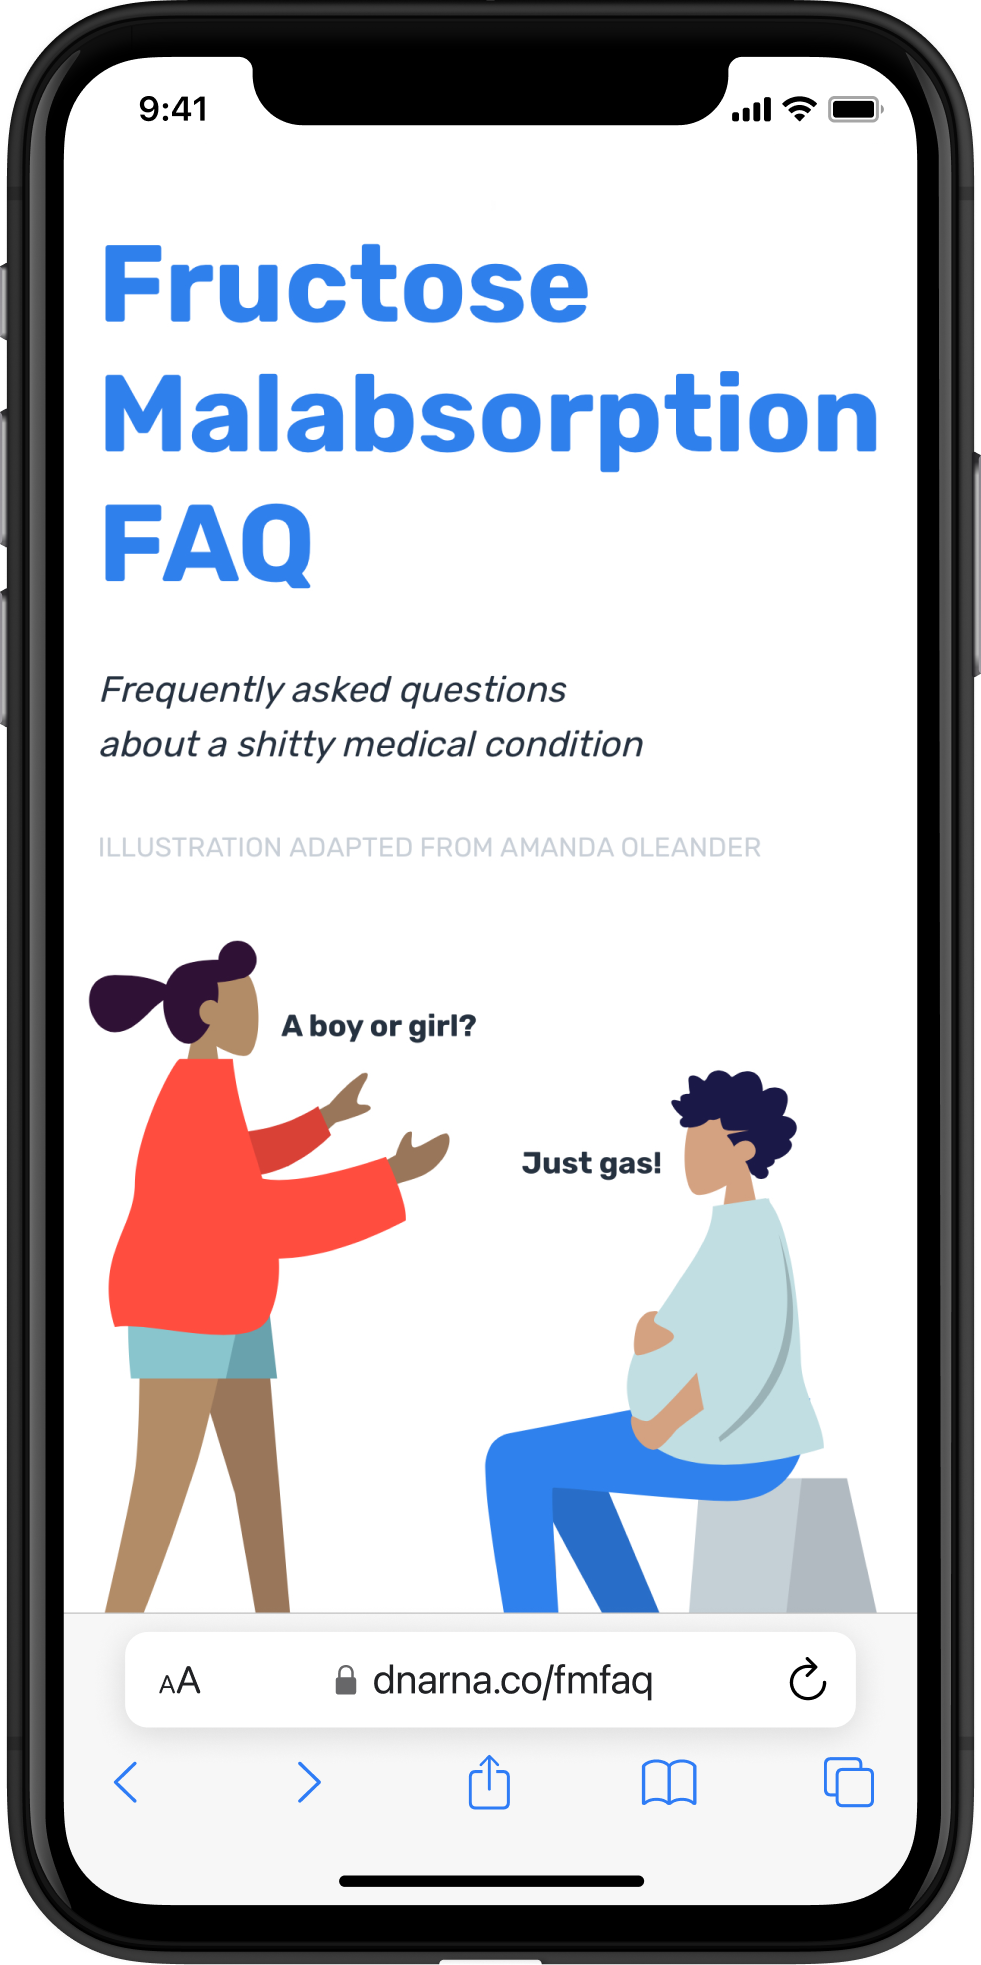 9:41
Fructose
Malabsorption
FAQ
Frequently asked questions
about a shitty medical condition
ILLUSTRATION ADAPTED FROM AMANDA OLEANDER
A boy or girl?
Just gas!
AA
dnarna.co/fmfaq